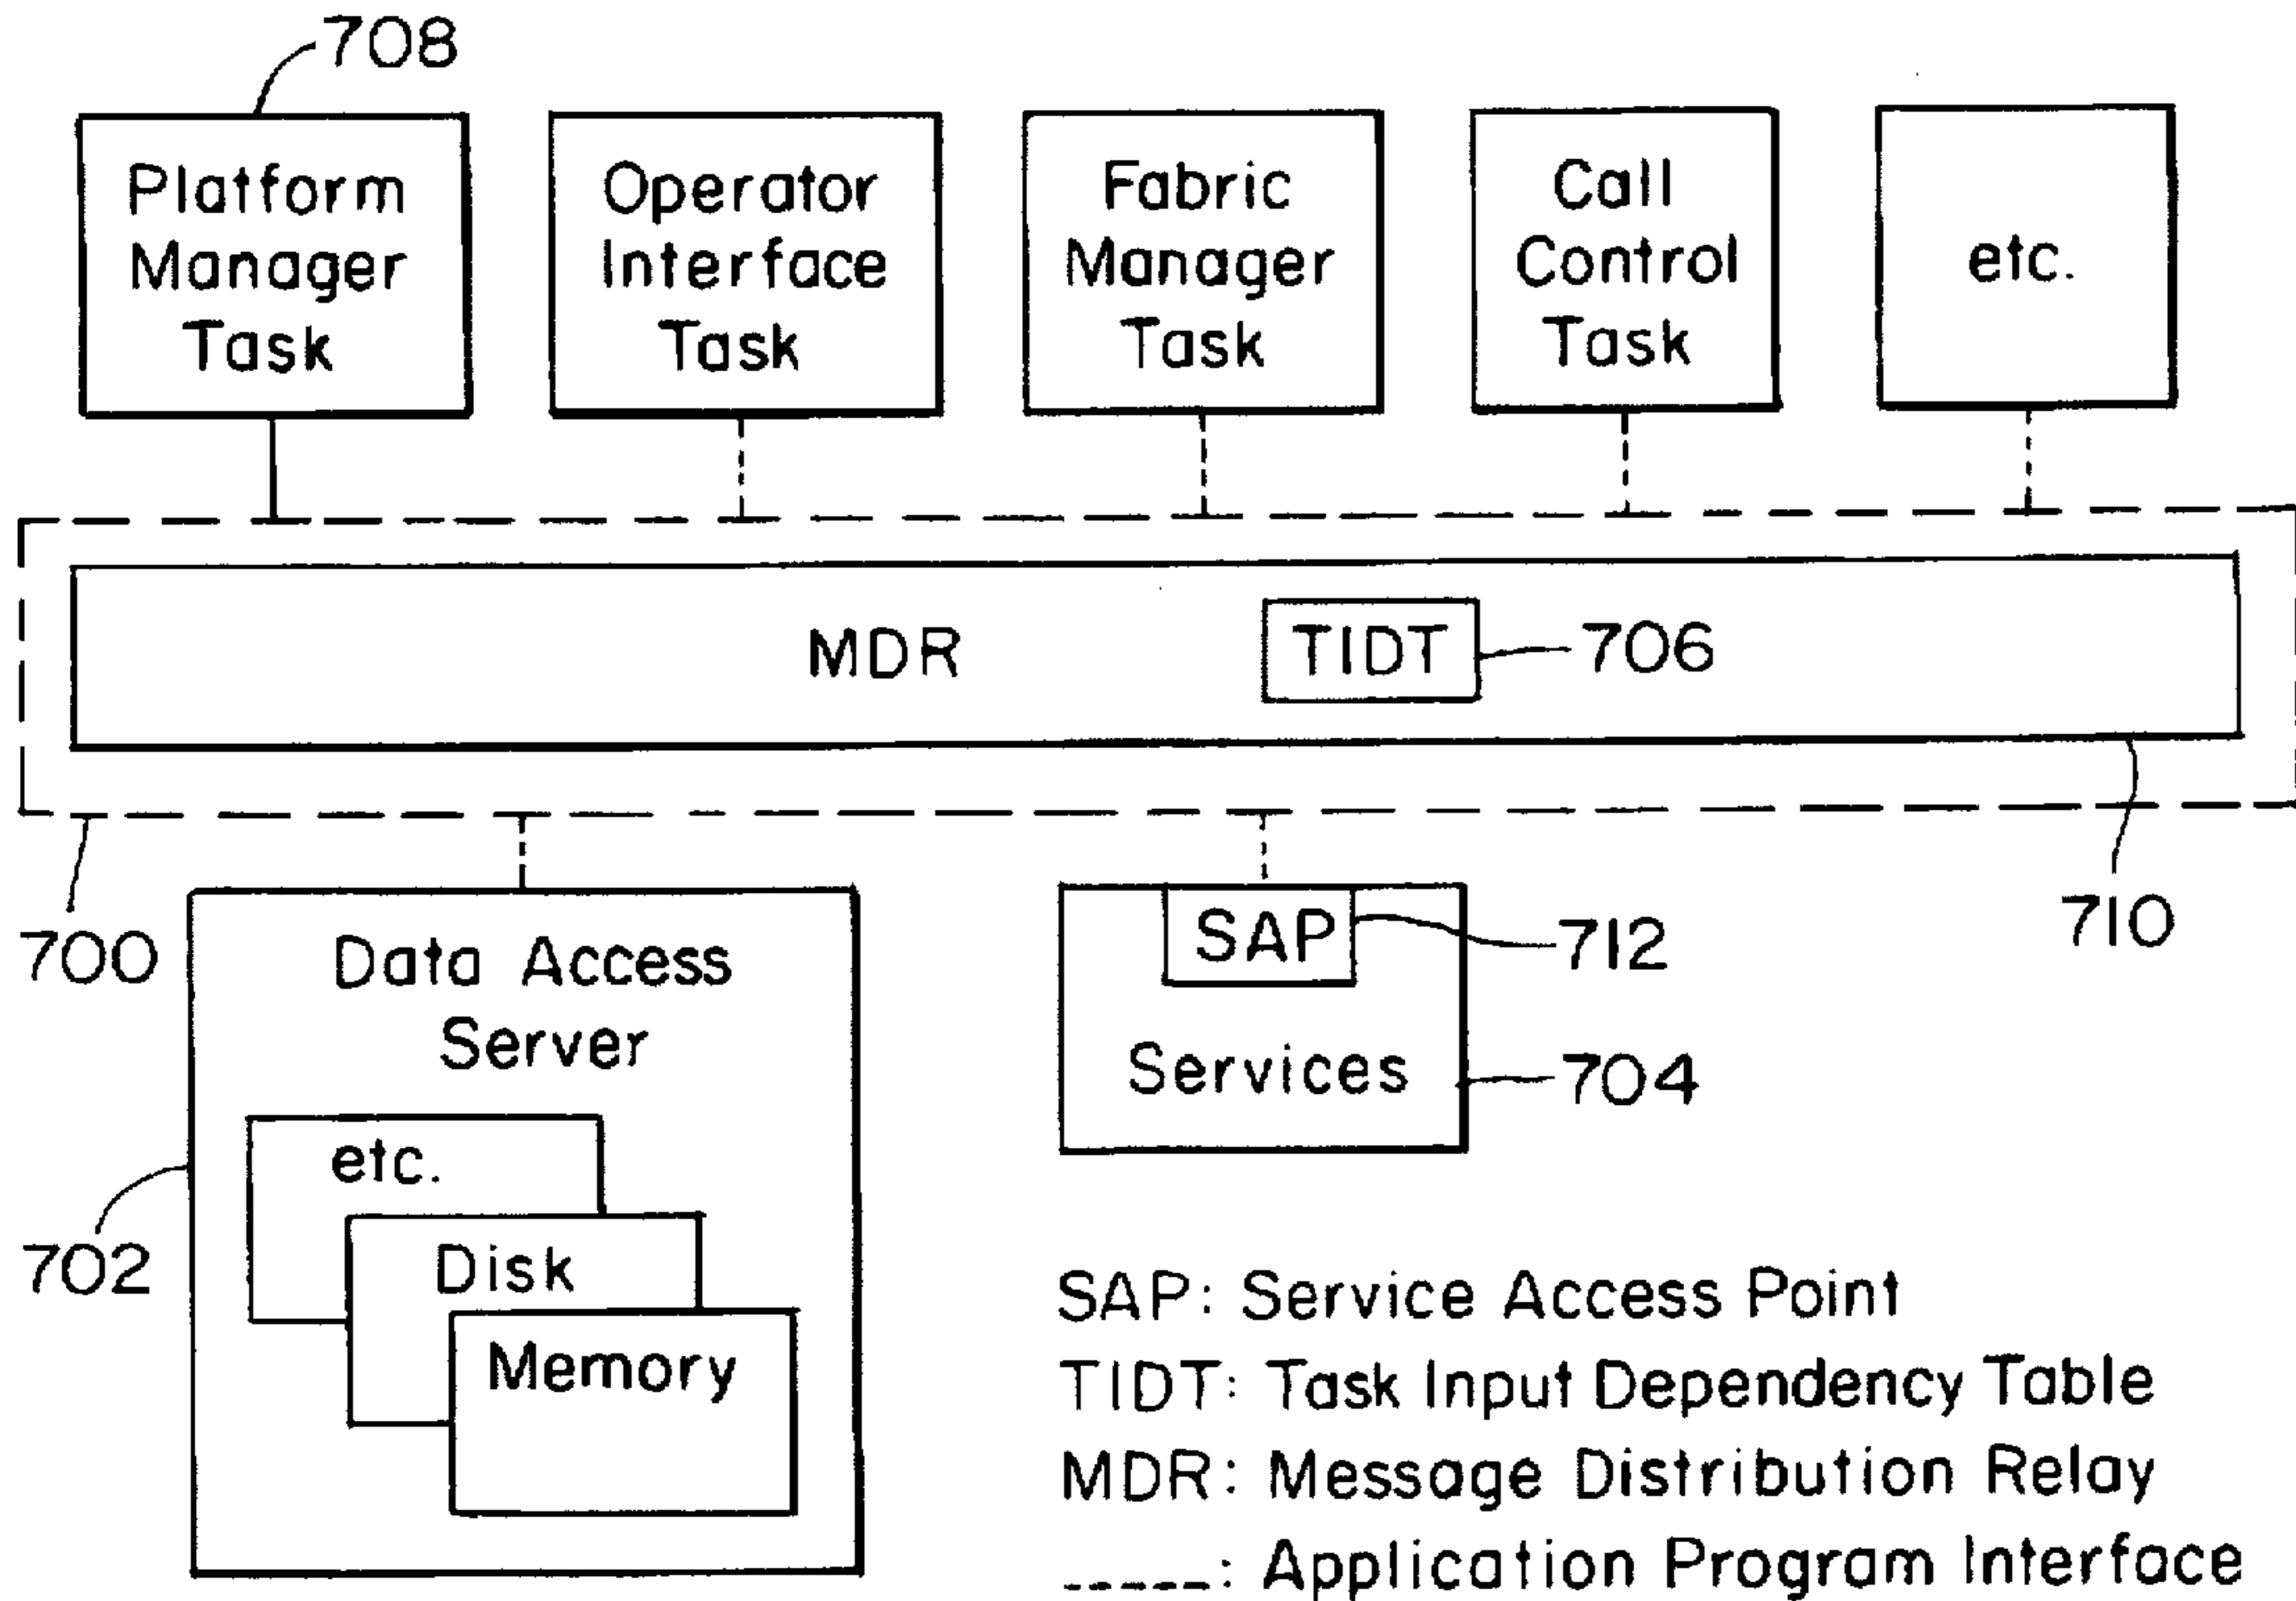 708
Platform
Manager
Task
Operator
Interface
Task
Fabric
Manager
Task
Call
Control
Task
etc.
MDR
TIDT
706
700
710
Data Access
Server
etc.
Disk
Memory
702
SAP
712
Services
704
SAP: Service Access Point
TIDT: Task Input Dependency Table
MDR: Message Distribution Relay
------: Application Program Interface